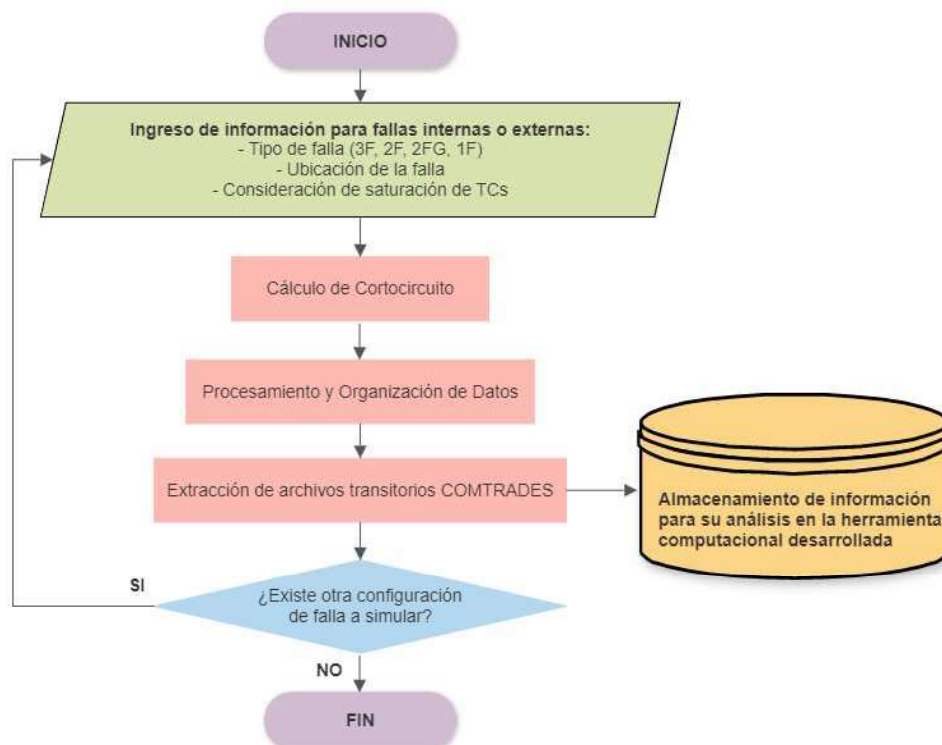 INICIO
Ingreso de información para fallas internas o externas:
- Tipo de falla (3F, 2F, 2FG, 1F)
- Ubicación de la falla
- Consideración de saturación de TCs
Cálculo de Cortocircuito
Procesamiento y Organización de Datos
Extracción de archivos transitorios COMTRADES
Almacenamiento de información
para su análisis en la herramienta
computacional desarrollada
SI
¿Existe otra configuración
de falla a simular?
NO
FIN